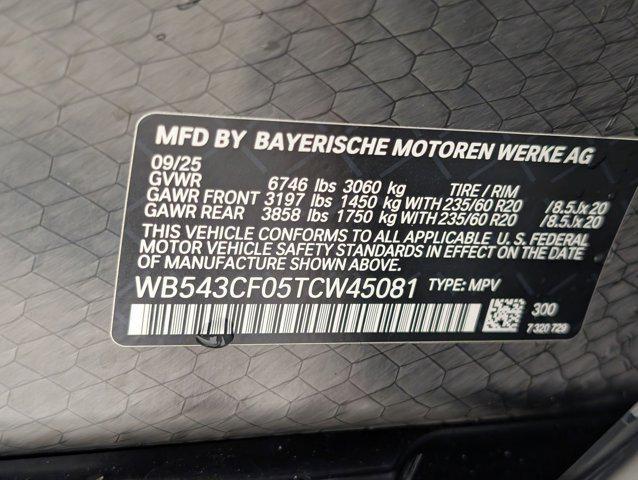 MFD BY BAYERISCHE MOTOREN WERKE AG
09/25
GVWR 6746 lbs 3060 kg TIRE / RIM
GAWR FRONT 3197 lbs 1450 kg WITH 235/60 R20 /8.5Jx20
GAWR REAR 3858 lbs 1750 kg WITH 235/60 R20 /8.5Jx20
THIS VEHICLE CONFORMS TO ALL APPLICABLE U.S. FEDERAL
MOTOR VEHICLE SAFETY STANDARDS IN EFFECT ON THE DATE
OF MANUFACTURE SHOWN ABOVE.
WB543CF05TCW45081 TYPE: MPV
300
7320729